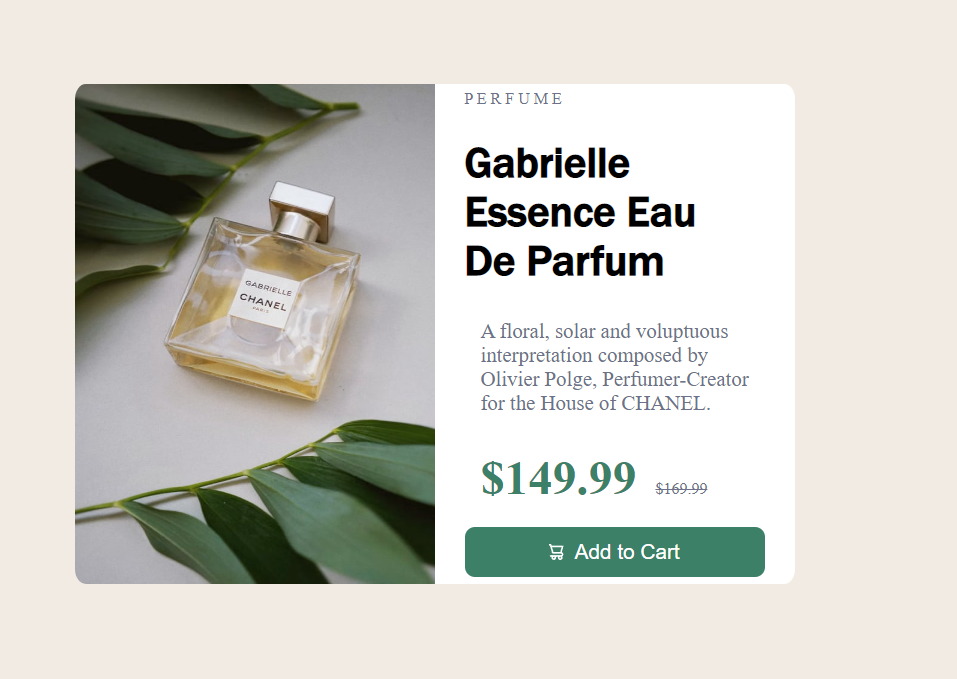 PERFUME
Gabrielle
Essence Eau
De Parfum
GABRIELLE
CHANEL
PARIS
A floral, solar and voluptuous
interpretation composed by
Olivier Polge, Perfumer-Creator
for the House of CHANEL.
$149.99 $169.99
Add to Cart